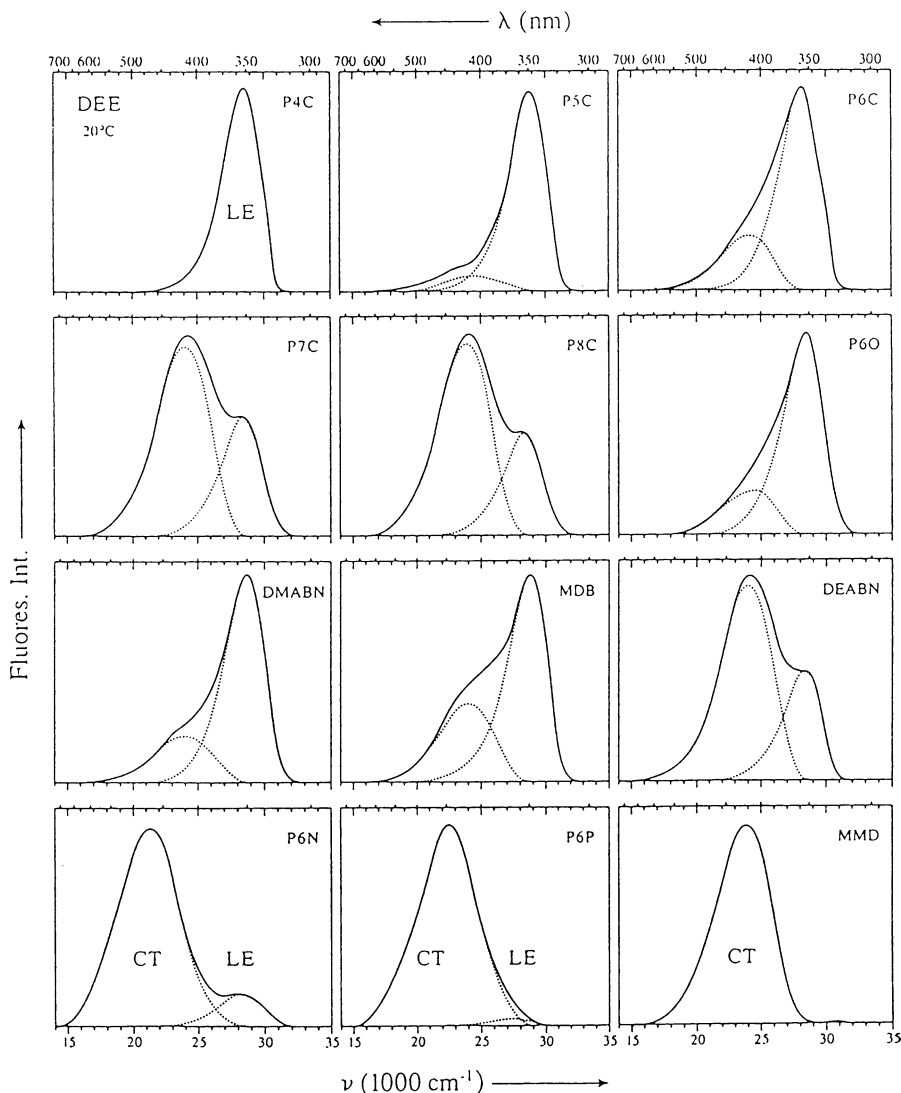 λ (nm)
700 600 500 400 350 300
700 600 500 400 350 300
700 600 500 400 350 300
DEE
20°C
P4C
LE
P5C
P6C
P7C
P8C
P6O
Fluores. Int.
DMABN
MDB
DEABN
P6N
CT
LE
P6P
CT
LE
MMD
CT
15 20 25 30
15 20 25 30
15 20 25 30 35
ν (1000 cm⁻¹)